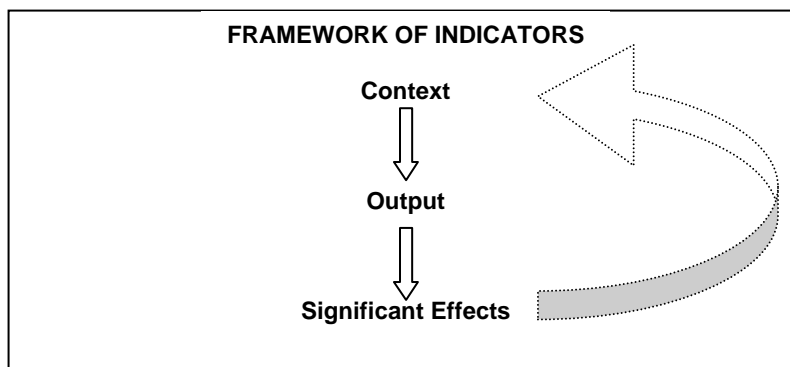 FRAMEWORK OF INDICATORS
Context
Output
Significant Effects